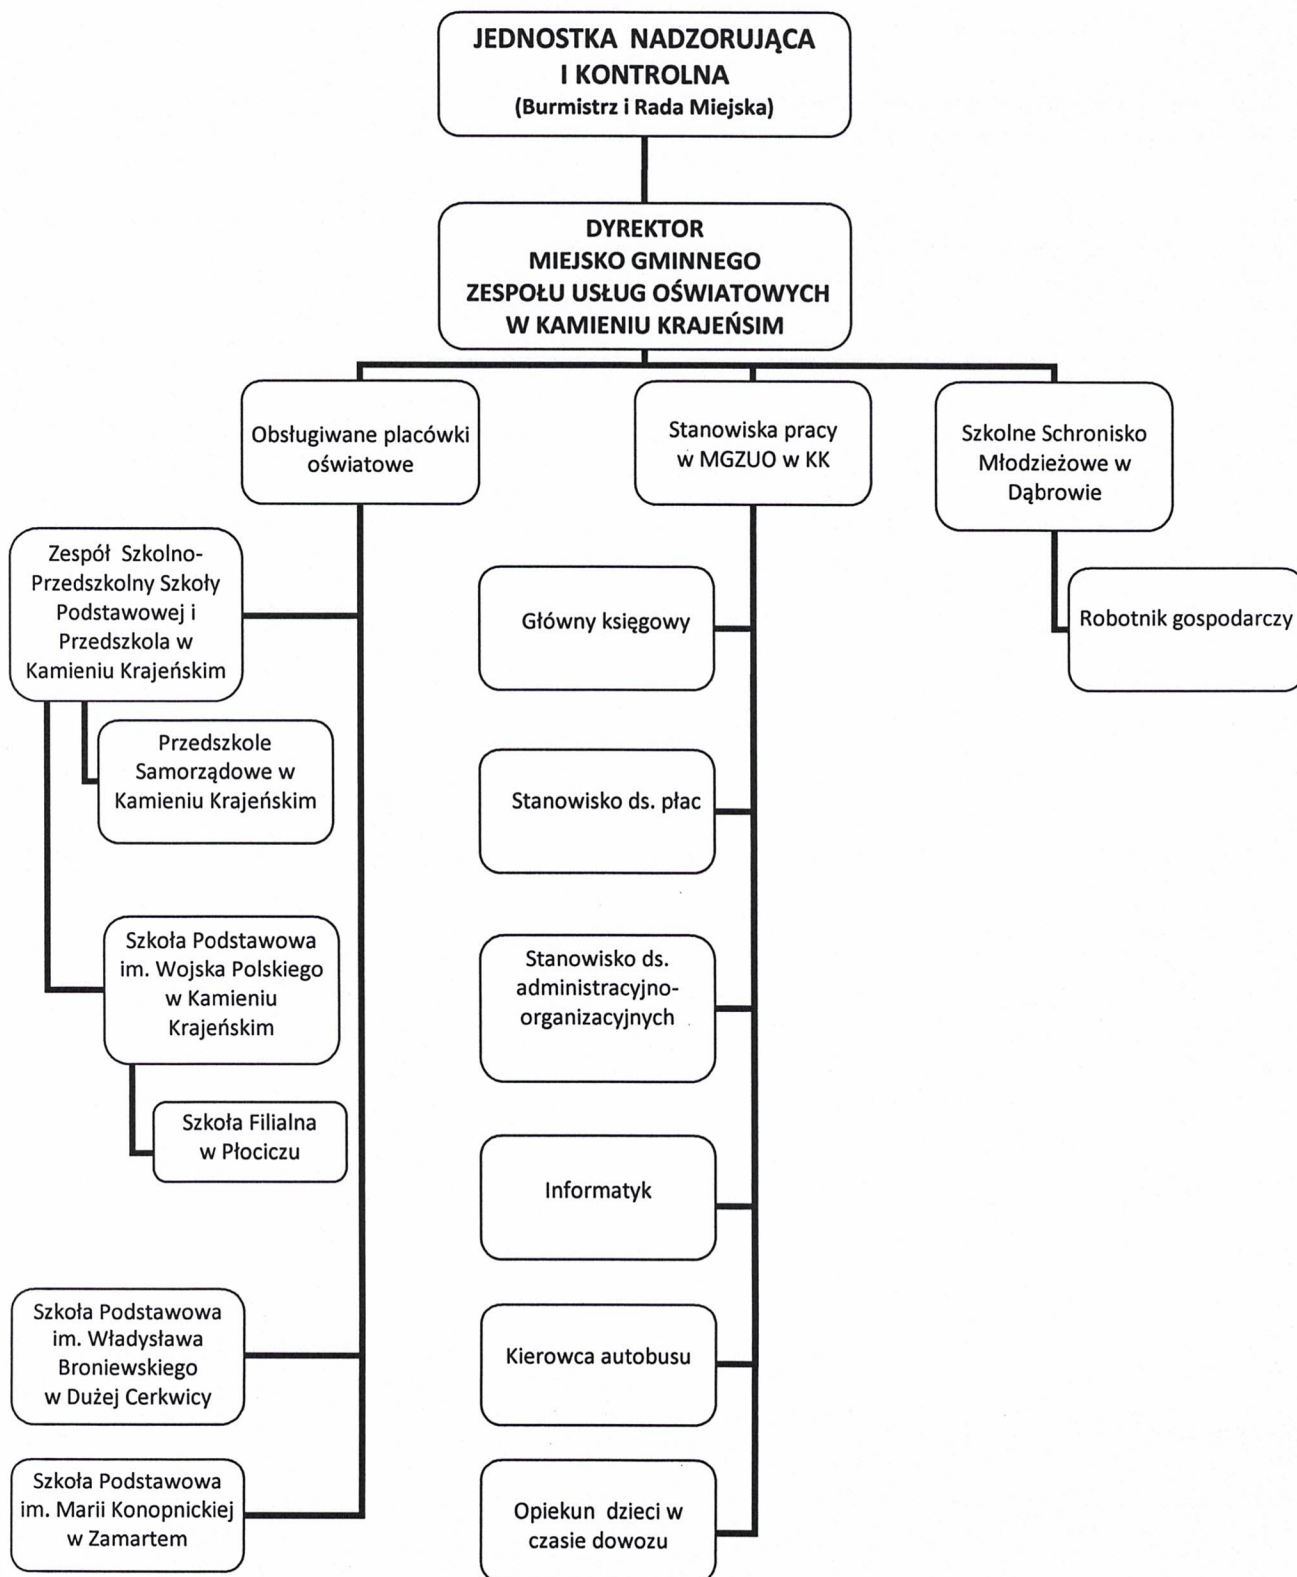 JEDNOSTKA NADZORUJĄCA
I KONTROLNA
(Burmistrz i Rada Miejska)
DYREKTOR
MIEJSKO GMINNEGO
ZESPOŁU USŁUG OŚWIATOWYCH
W KAMIENIU KRAJEŃSIM
Obsługiwane placówki
oświatowe
Stanowiska pracy
w MGZUO w KK
Szkolne Schronisko
Młodzieżowe w
Dąbrowie
Zespół Szkolno-
Przedszkolny Szkoły
Podstawowej i
Przedszkola w
Kamieniu Krajeńskim
Przedszkole
Samorządowe w
Kamieniu Krajeńskim
Szkoła Podstawowa
im. Wojska Polskiego
w Kamieniu
Krajeńskim
Szkoła Filialna
w Płociczu
Szkoła Podstawowa
im. Władysława
Broniewskiego
w Dużej Cerkwicy
Szkoła Podstawowa
im. Marii Konopnickiej
w Zamartem
Główny księgowy
Stanowisko ds. płac
Stanowisko ds.
administracyjno-
organizacyjnych
Informatyk
Kierowca autobusu
Opiekun dzieci w
czasie dowozu
Robotnik gospodarczy